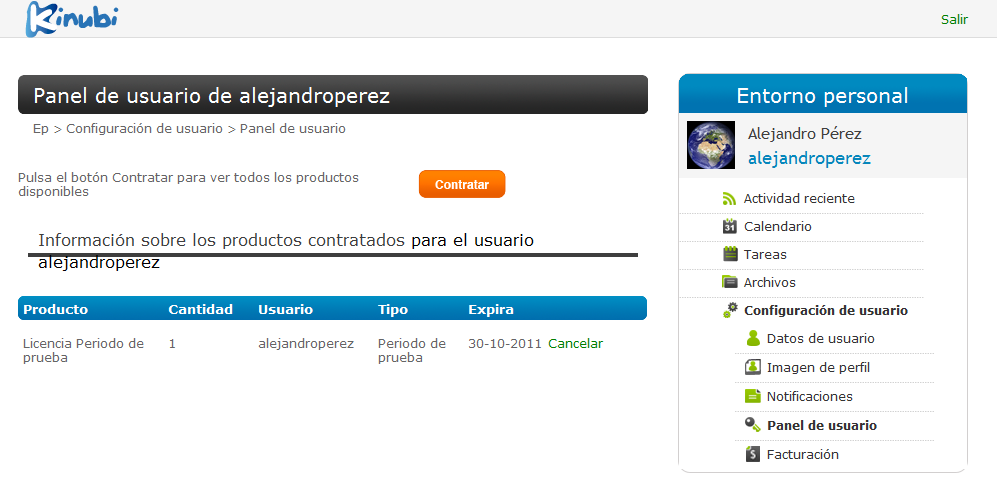 Kinubi
Salir
Panel de usuario de alejandroperez
Ep > Configuración de usuario > Panel de usuario
Pulsa el botón Contratar para ver todos los productos
disponibles
Contratar
Información sobre los productos contratados para el usuario
alejandroperez
Producto Cantidad Usuario Tipo Expira
Licencia Periodo de 1 alejandroperez Periodo de 30-10-2011 Cancelar
prueba prueba
Entorno personal
Alejandro Pérez
alejandroperez
Actividad reciente
31 Calendario
Tareas
Archivos
Configuración de usuario
Datos de usuario
Imagen de perfil
Notificaciones
Panel de usuario
$ Facturación